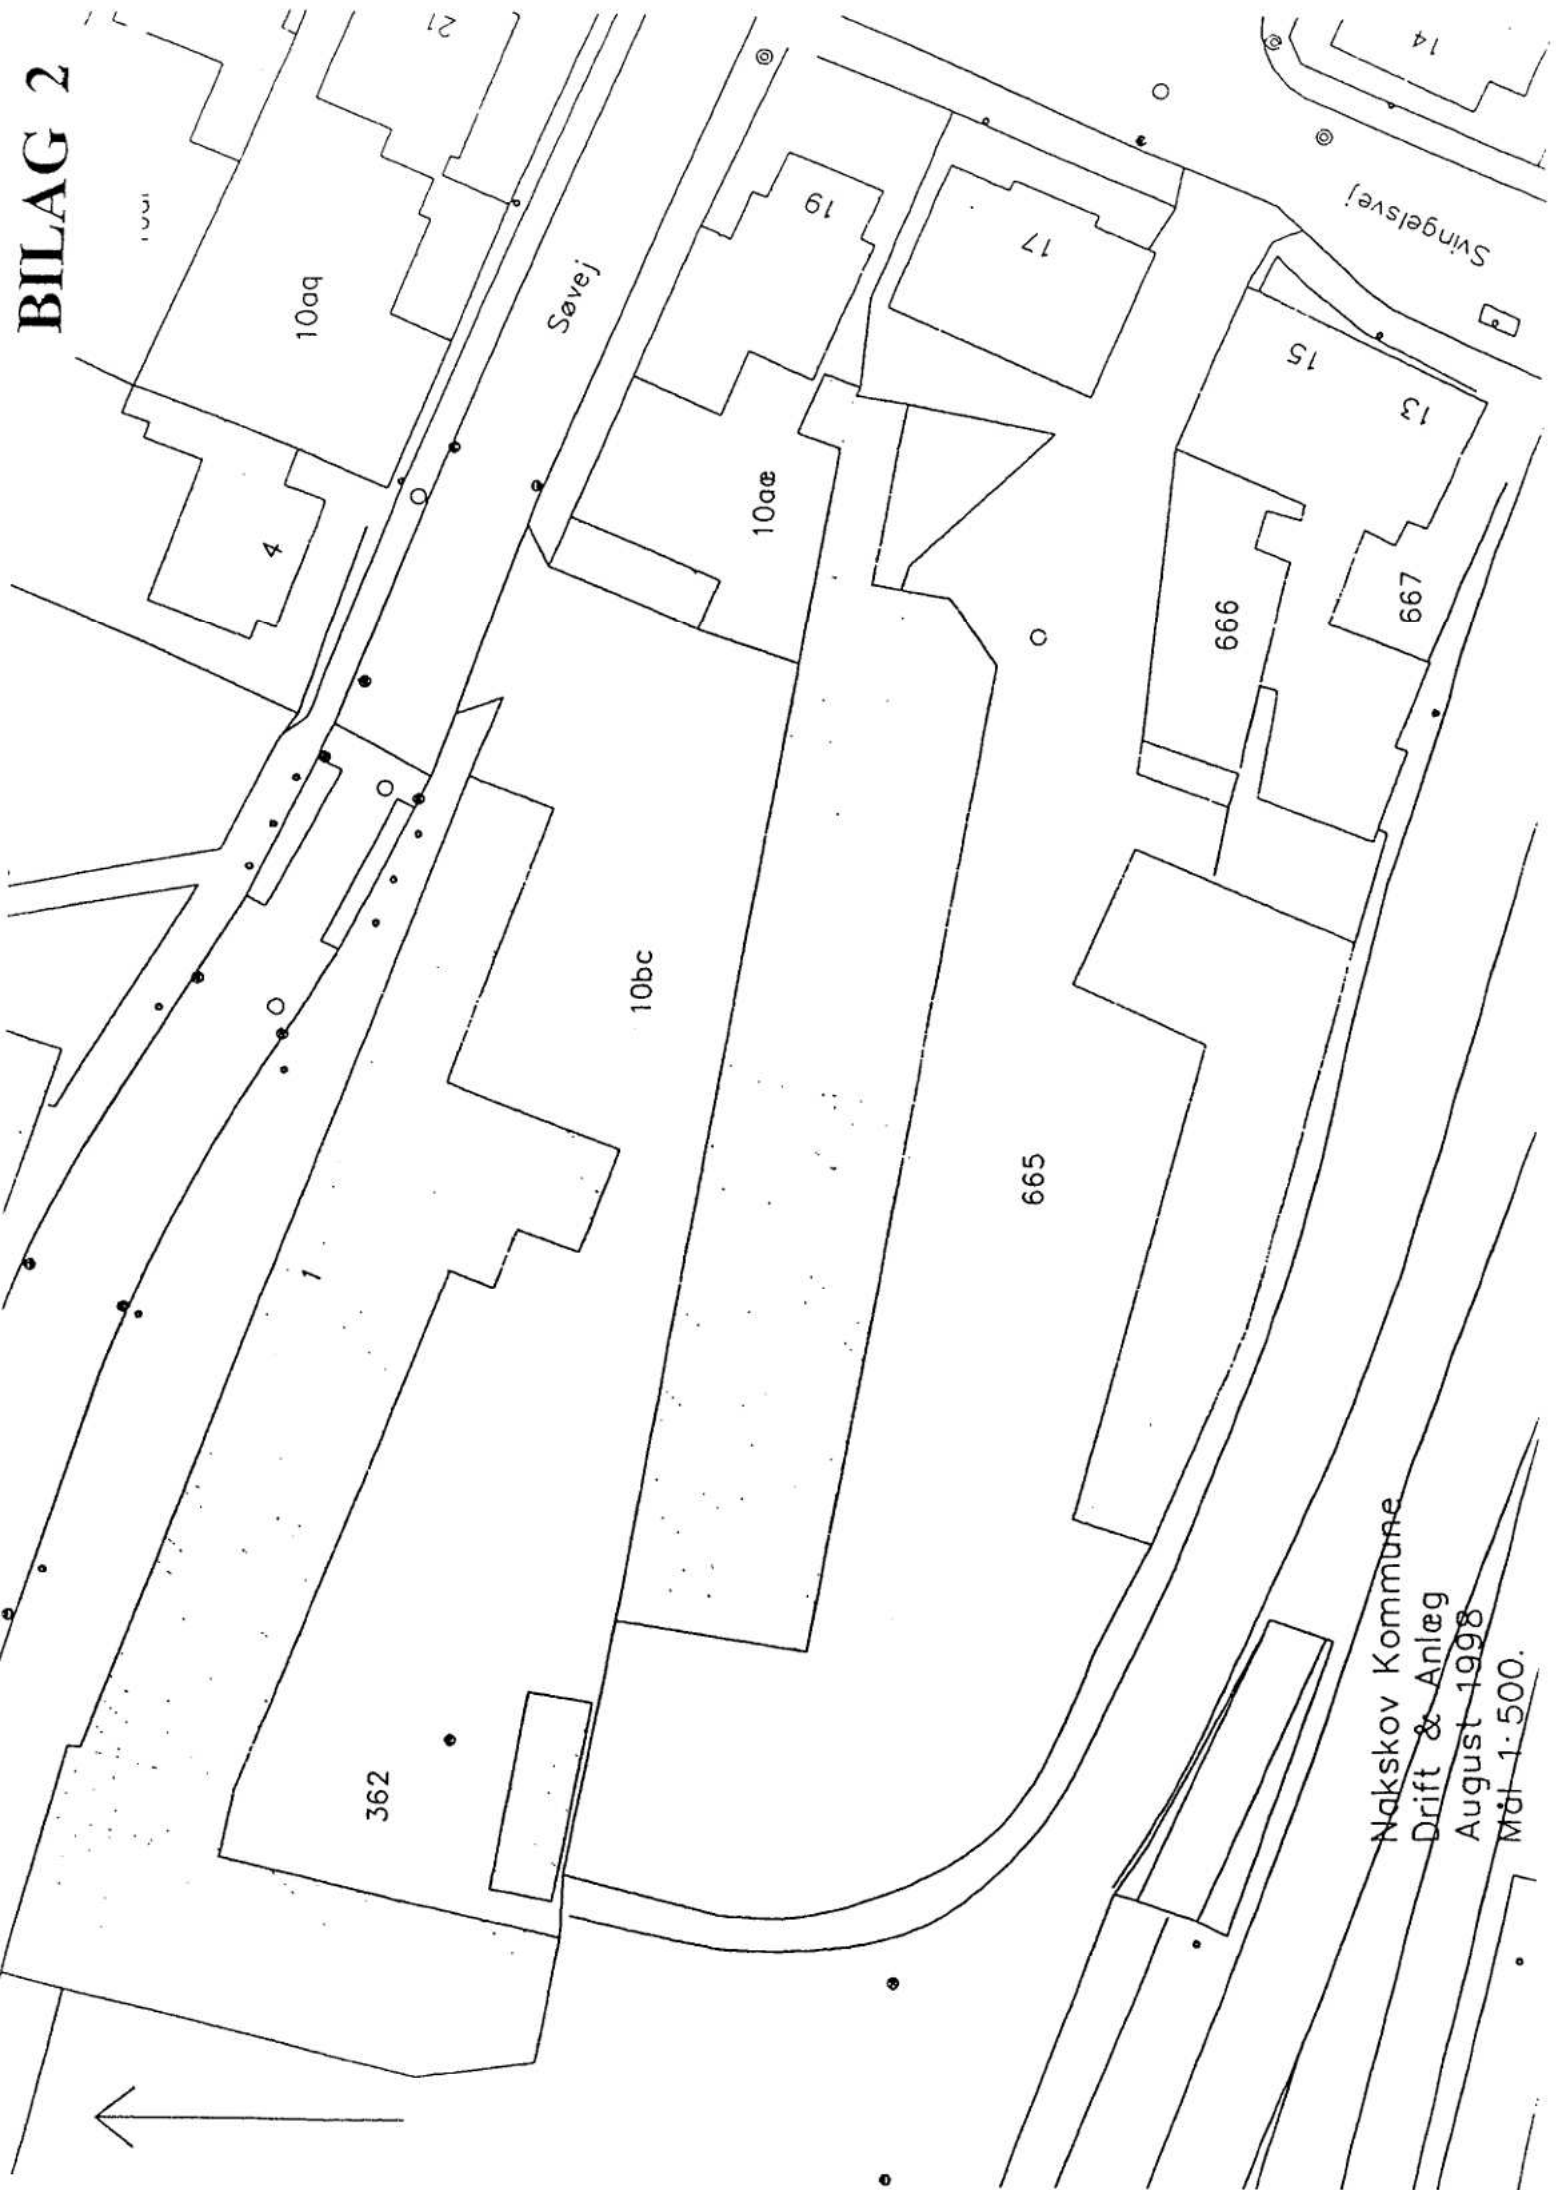 BILAG 2
21
14
10aq
19
17
Søvej
Svingelsvej
4
10aæ
15
13
666
667
10bc
665
1
362
Nakskov Kommune
Drift & Anlæg
August 1998
Mål 1:500.